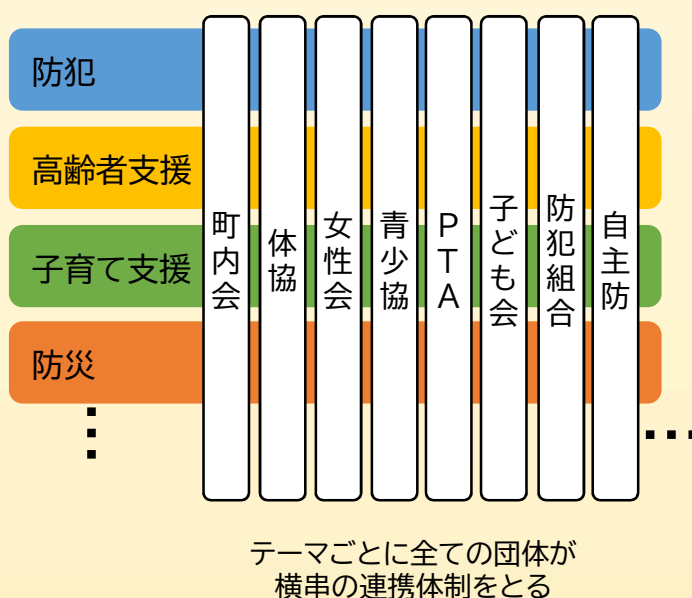 防犯
高齢者支援
子育て支援
防災
町内会
体協
女性会
青少協
PTA
子ども会
防犯組合
自主防
テーマごとに全ての団体が
横串の連携体制をとる